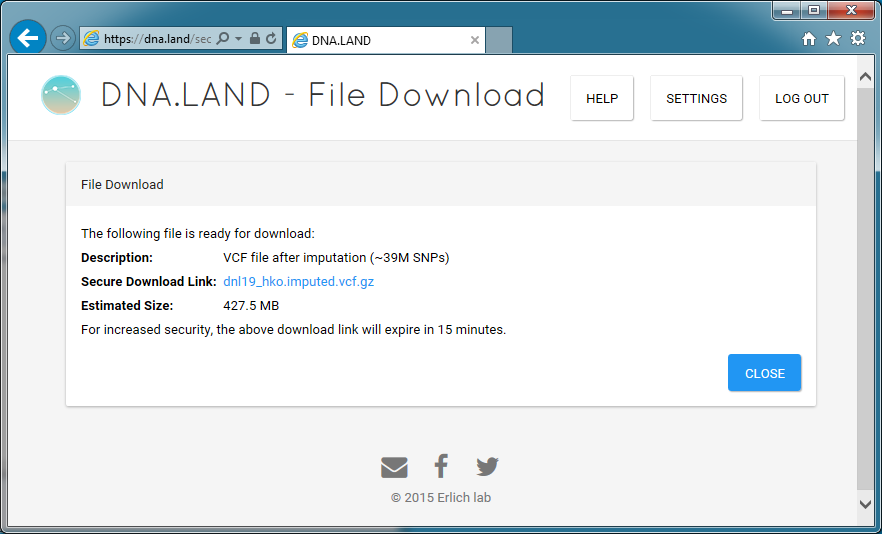 https://dna.land/sec
DNA.LAND
DNA.LAND - File Download
HELP
SETTINGS
LOG OUT
File Download
The following file is ready for download:
Description: VCF file after imputation (~39M SNPs)
Secure Download Link: dnl19_hko.imputed.vcf.gz
Estimated Size: 427.5 MB
For increased security, the above download link will expire in 15 minutes.
CLOSE
© 2015 Erlich lab